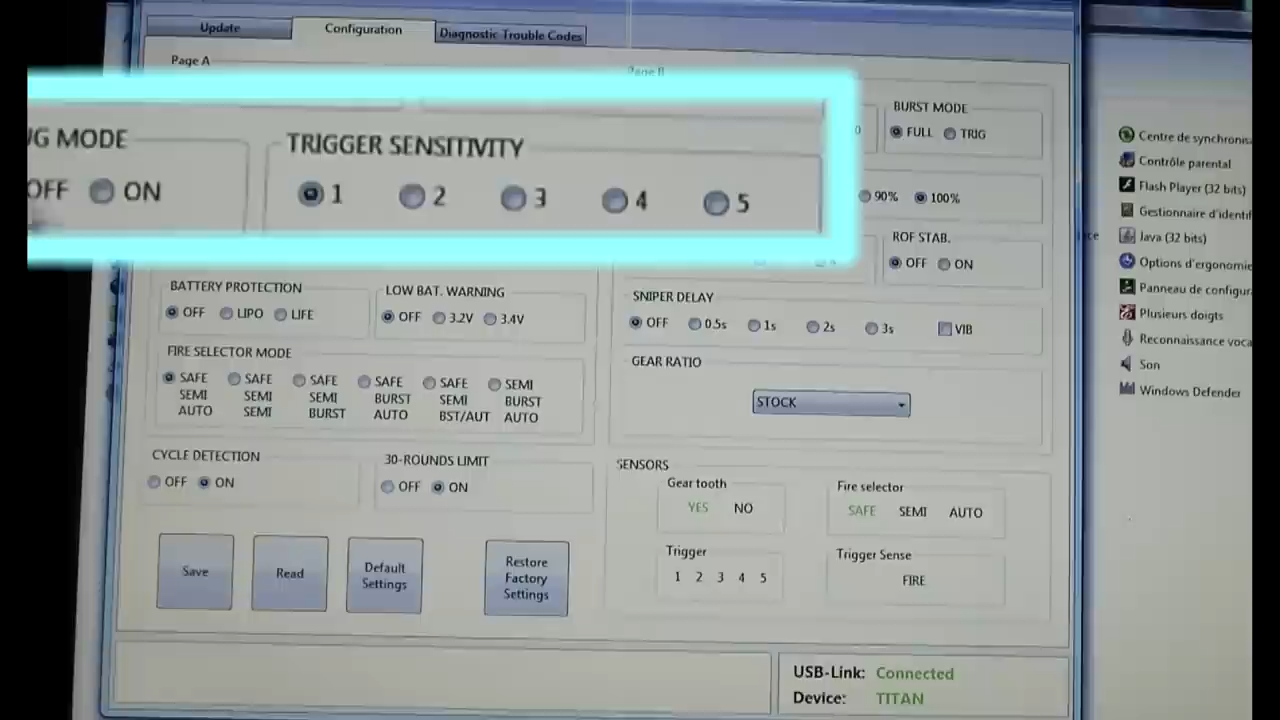 Update Configuration Diagnostic Trouble Codes
Page A
Page B
OFF ON
UG MODE
TRIGGER SENSITIVITY
1 2 3 4 5
BURST MODE
FULL TRIG
90% 100%
ROF STAB.
OFF ON
BATTERY PROTECTION
OFF LIPO LIFE
LOW BAT. WARNING
OFF 3.2V 3.4V
SNIPER DELAY
OFF 0.5s 1s 2s 3s VIB
FIRE SELECTOR MODE
SAFE SAFE SAFE SAFE SAFE SEMI
SEMI SEMI SEMI BURST SEMI BURST
AUTO SEMI BURST AUTO BST/AUT AUTO
GEAR RATIO
STOCK
CYCLE DETECTION
OFF ON
30-ROUNDS LIMIT
OFF ON
SENSORS
Gear tooth
YES NO
Fire selector
SAFE SEMI AUTO
Trigger
1 2 3 4 5
Trigger Sense
FIRE
Save
Read
Default
Settings
Restore
Factory
Settings
USB-Link: Connected
Device: TITAN
Centre de synchronisa
Contrôle parental
Flash Player (32 bits)
Gestionnaire d'identif
Java (32 bits)
Options d'ergonomie
Panneau de configur
Plusieurs doigts
Reconnaissance voca
Son
Windows Defender